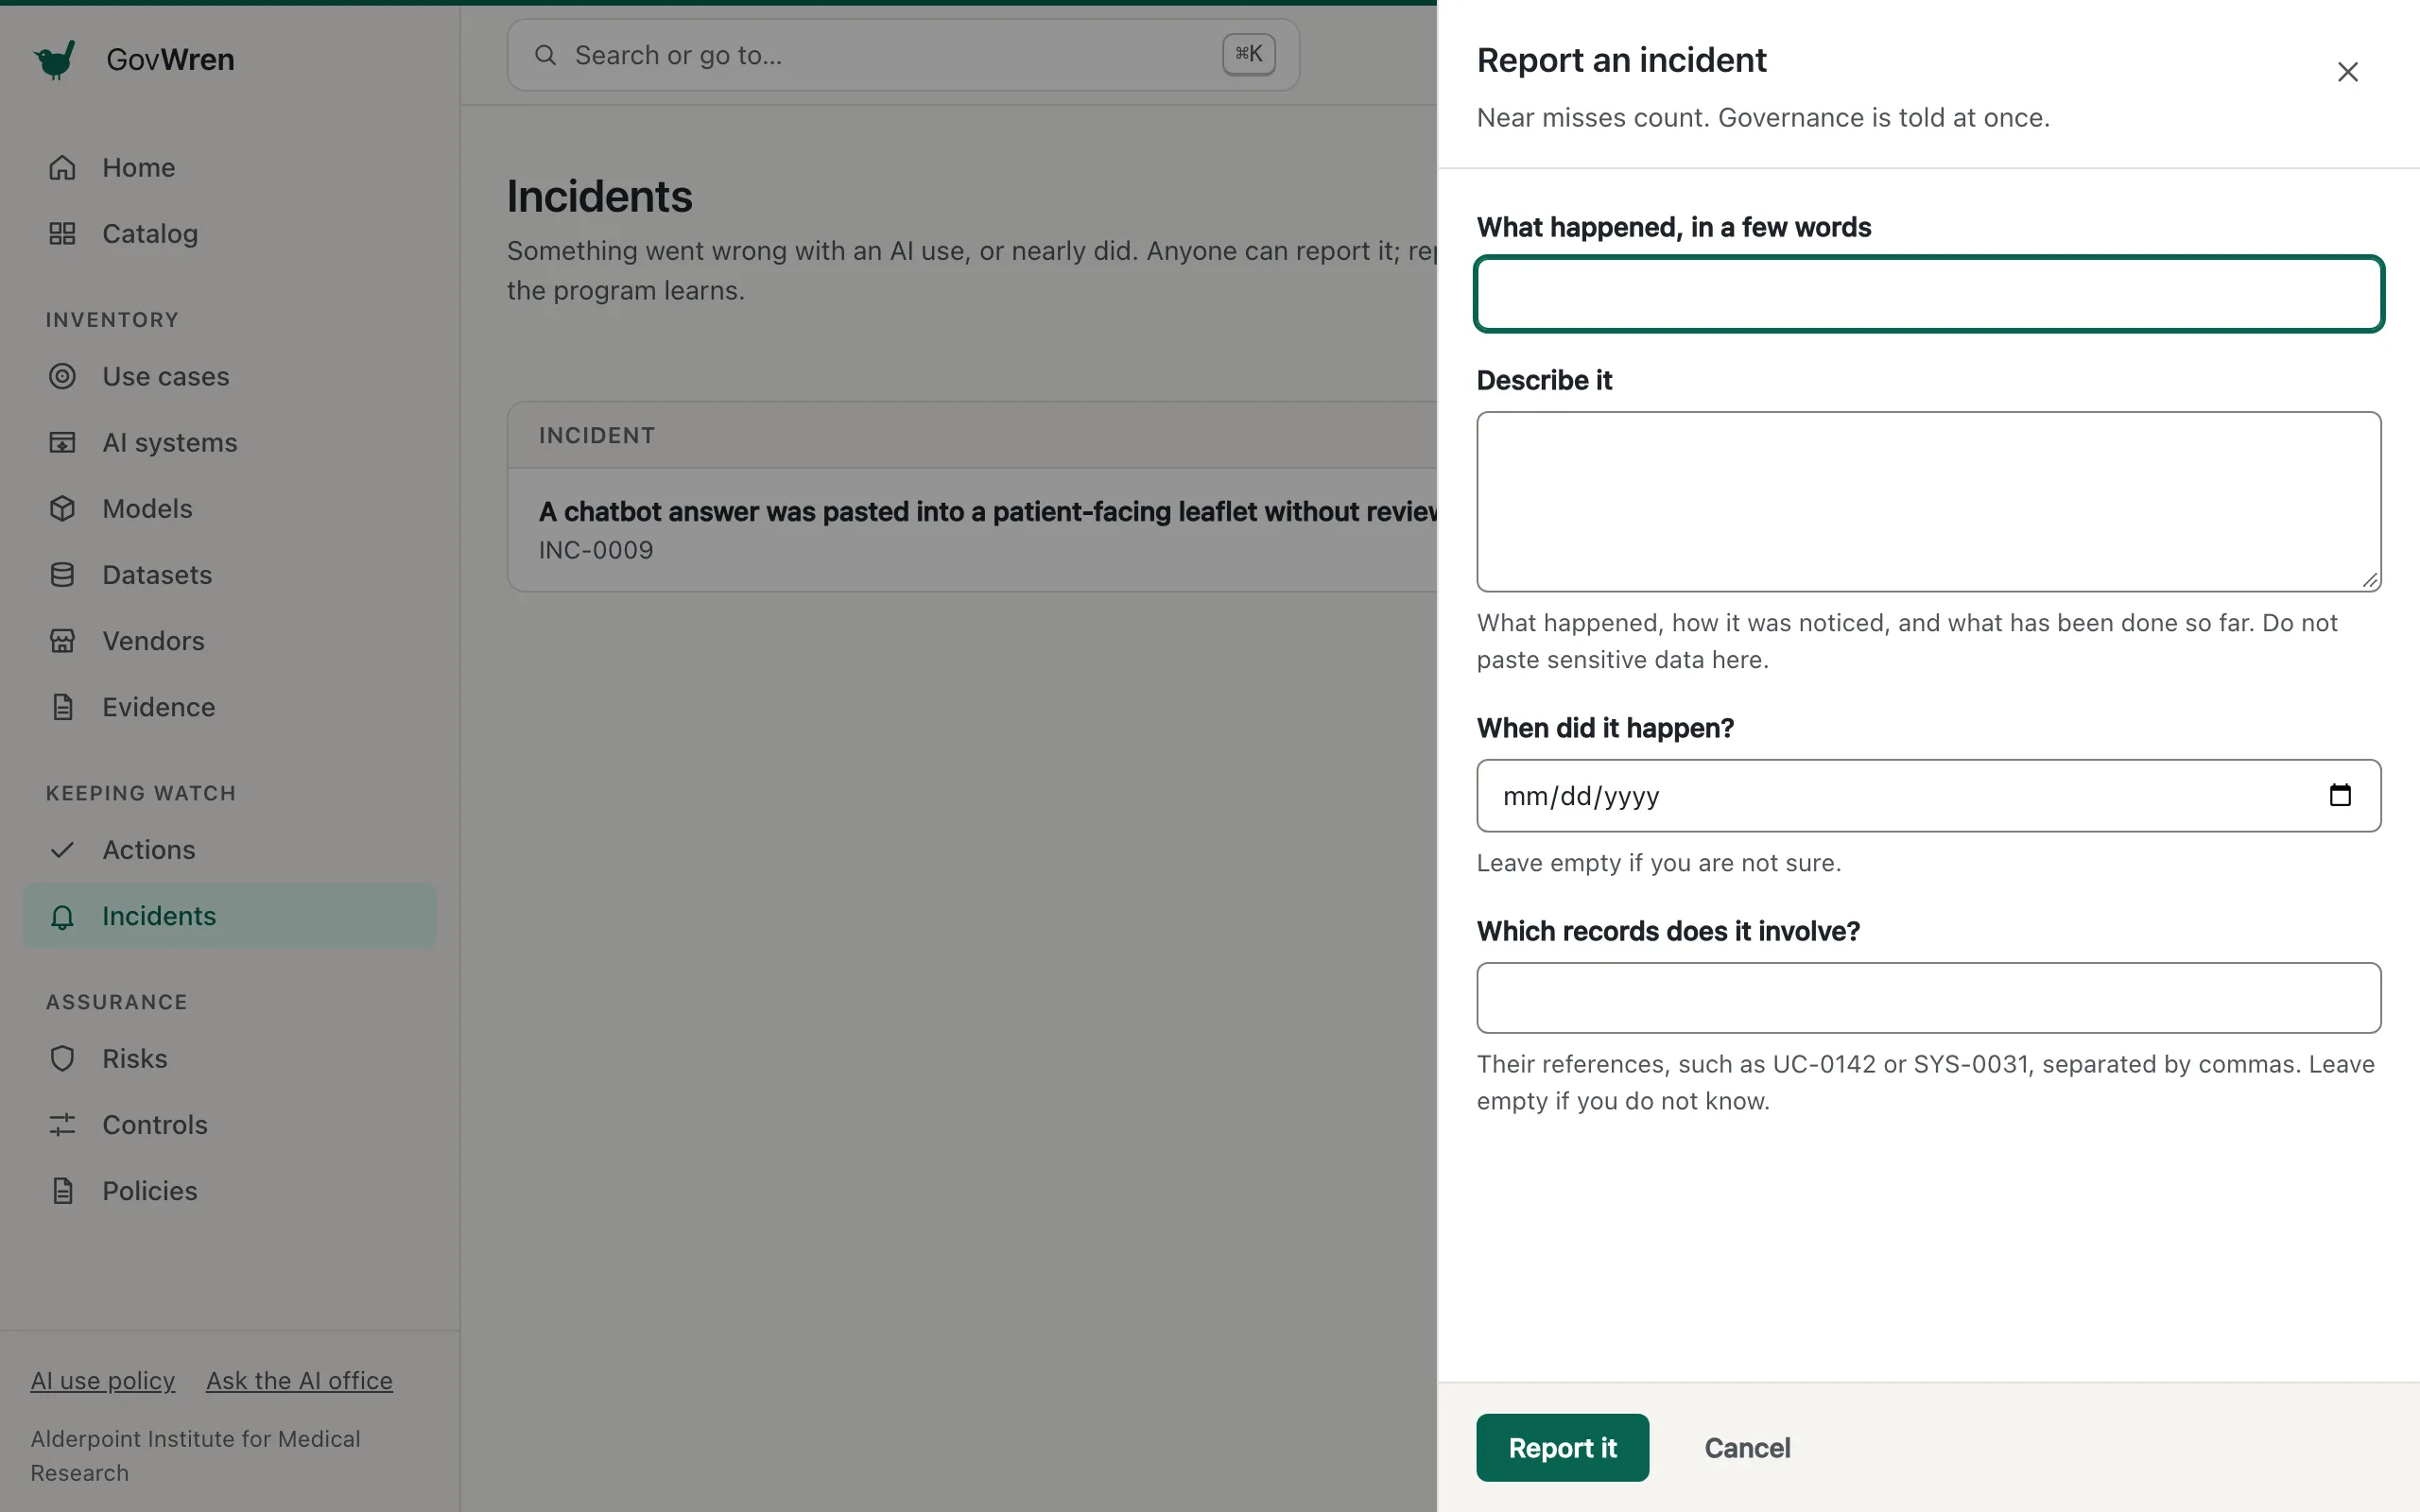 GovWren
Home
Catalog
INVENTORY
Use cases
AI systems
Models
Datasets
Vendors
Evidence
KEEPING WATCH
Actions
Incidents
ASSURANCE
Risks
Controls
Policies
AI use policy
Ask the AI office
Alderpoint Institute for Medical
Research
Search or go to...
⌘K
Incidents
Something went wrong with an AI use, or nearly did. Anyone can report it;
the program learns.
INCIDENT
A chatbot answer was pasted into a patient-facing leaflet without
INC-0009
Report an incident
Near misses count. Governance is told at once.
What happened, in a few words
Describe it
What happened, how it was noticed, and what has been done so far. Do not
paste sensitive data here.
When did it happen?
mm/dd/yyyy
Leave empty if you are not sure.
Which records does it involve?
Their references, such as UC-0142 or SYS-0031, separated by commas. Leave
empty if you do not know.
Report it
Cancel